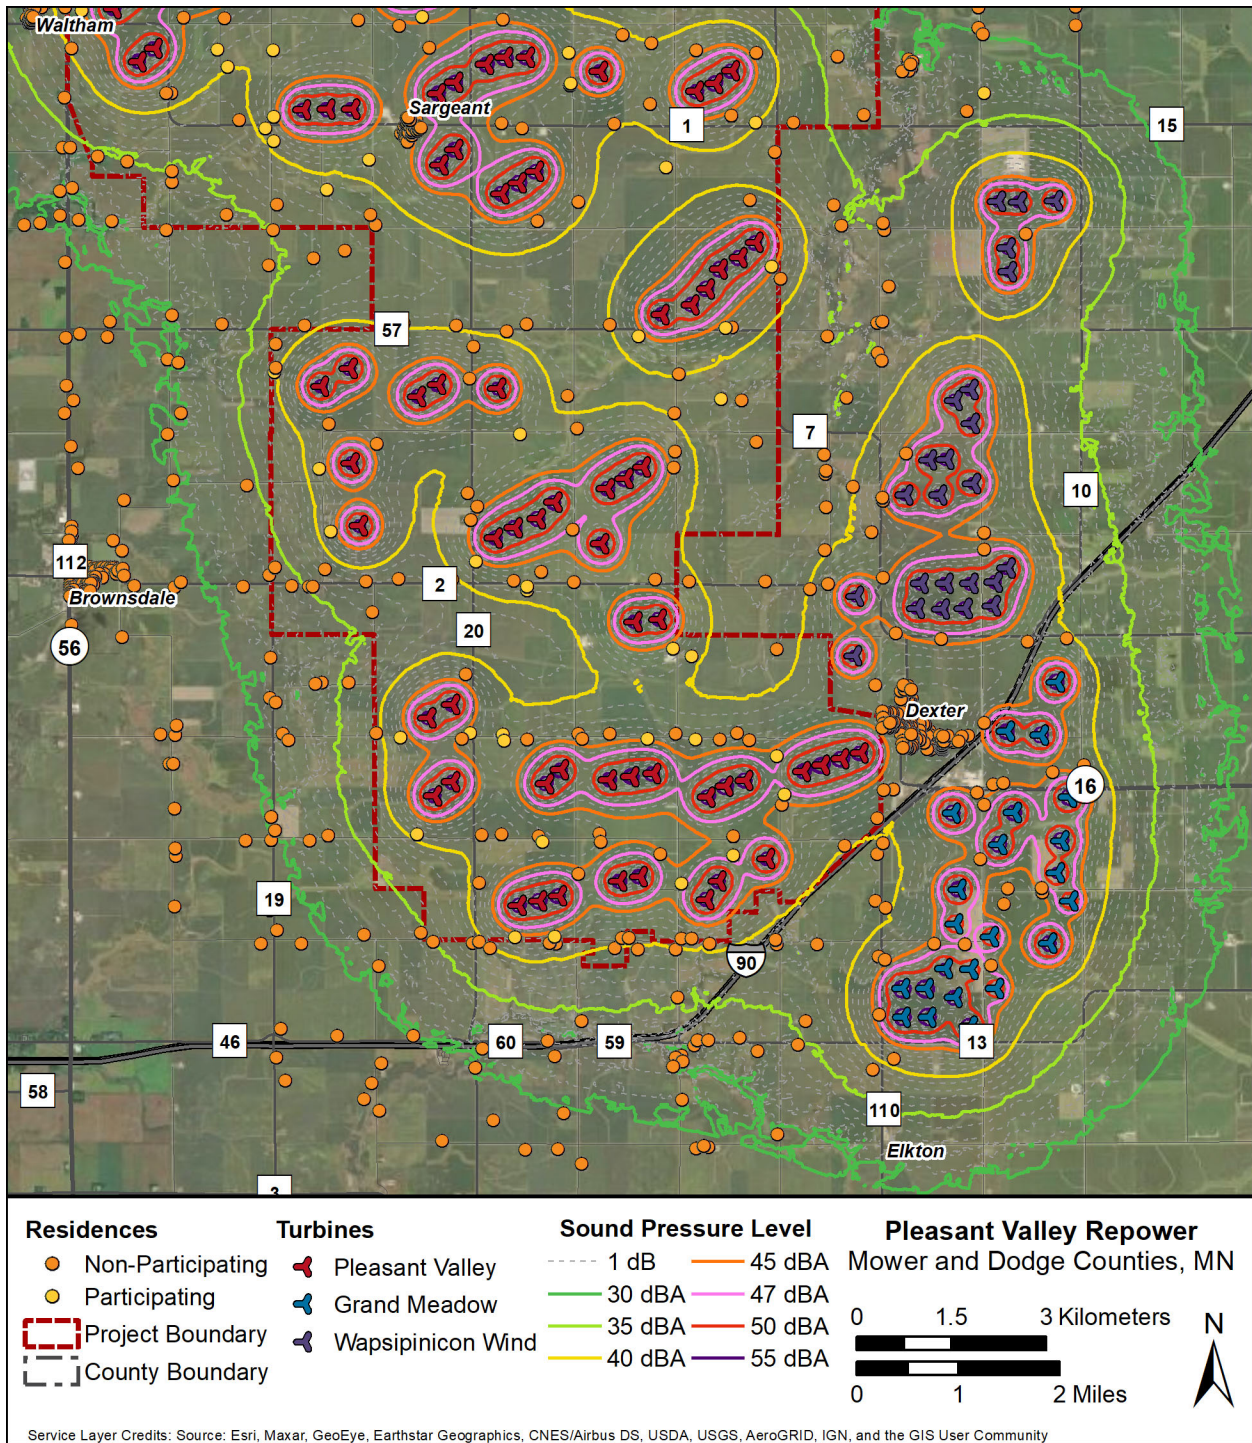 Waltham
Sargeant
1
15
57
7
10
112
Brownsdale
2
20
56
Dexter
16
19
90
46
60
59
13
58
110
Elkton
3
Residences
Non-Participating
Participating
Project Boundary
County Boundary
Turbines
Pleasant Valley
Grand Meadow
Wapsipinicon Wind
Sound Pressure Level
1 dB
30 dBA
35 dBA
40 dBA
45 dBA
47 dBA
50 dBA
55 dBA
Pleasant Valley Repower
Mower and Dodge Counties, MN
0 1.5 3 Kilometers
0 1 2 Miles
N
Service Layer Credits: Source: Esri, Maxar, GeoEye, Earthstar Geographics, CNES/Airbus DS, USDA, USGS, AeroGRID, IGN, and the GIS User Community